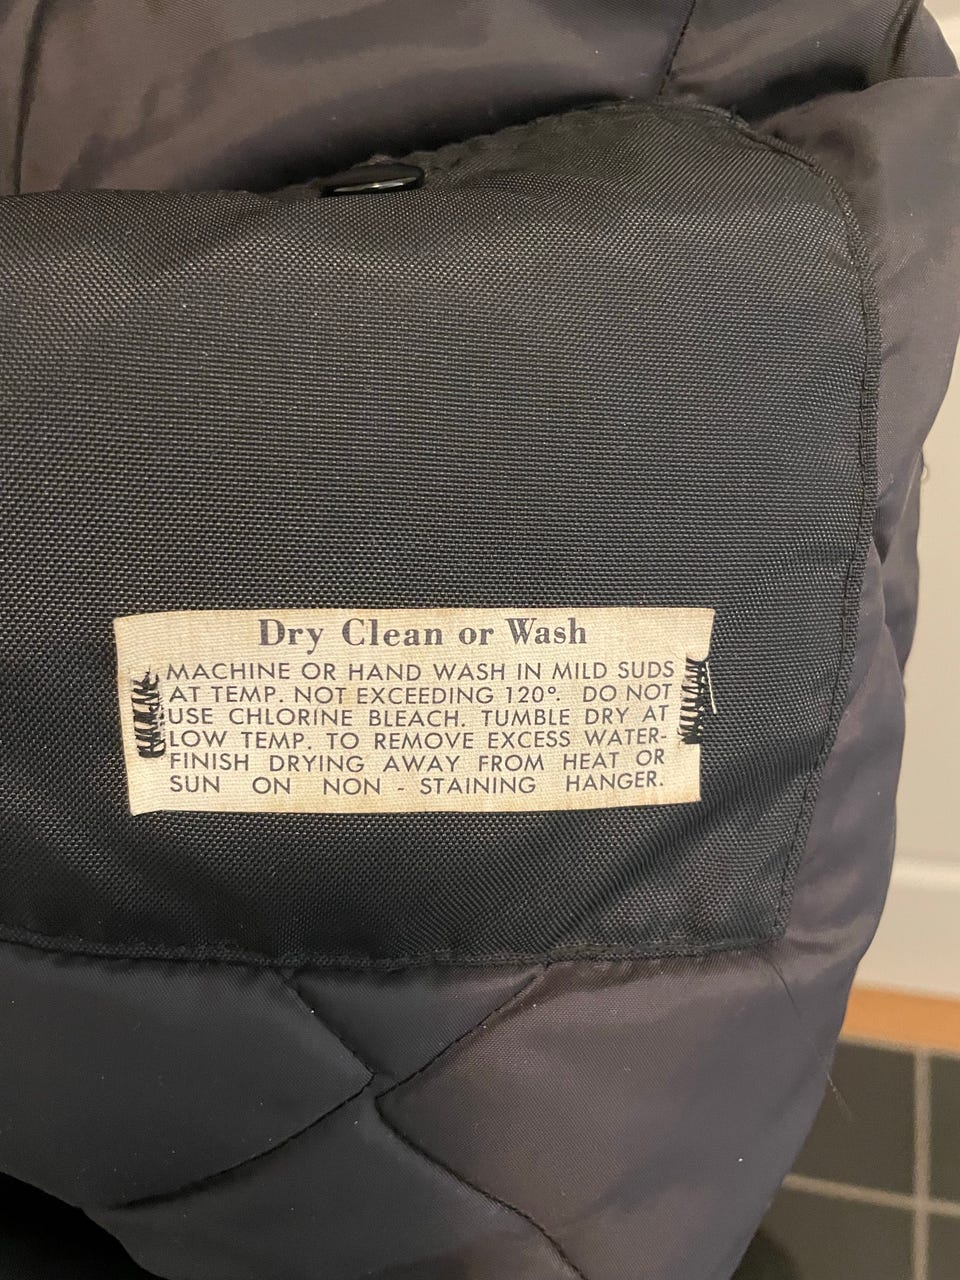 Dry Clean or Wash
MACHINE OR HAND WASH IN MILD SUDS
AT TEMP. NOT EXCEEDING 120°. DO NOT
USE CHLORINE BLEACH. TUMBLE DRY AT
LOW TEMP. TO REMOVE EXCESS WATER-
FINISH DRYING AWAY FROM HEAT OR
SUN ON NON - STAINING HANGER.